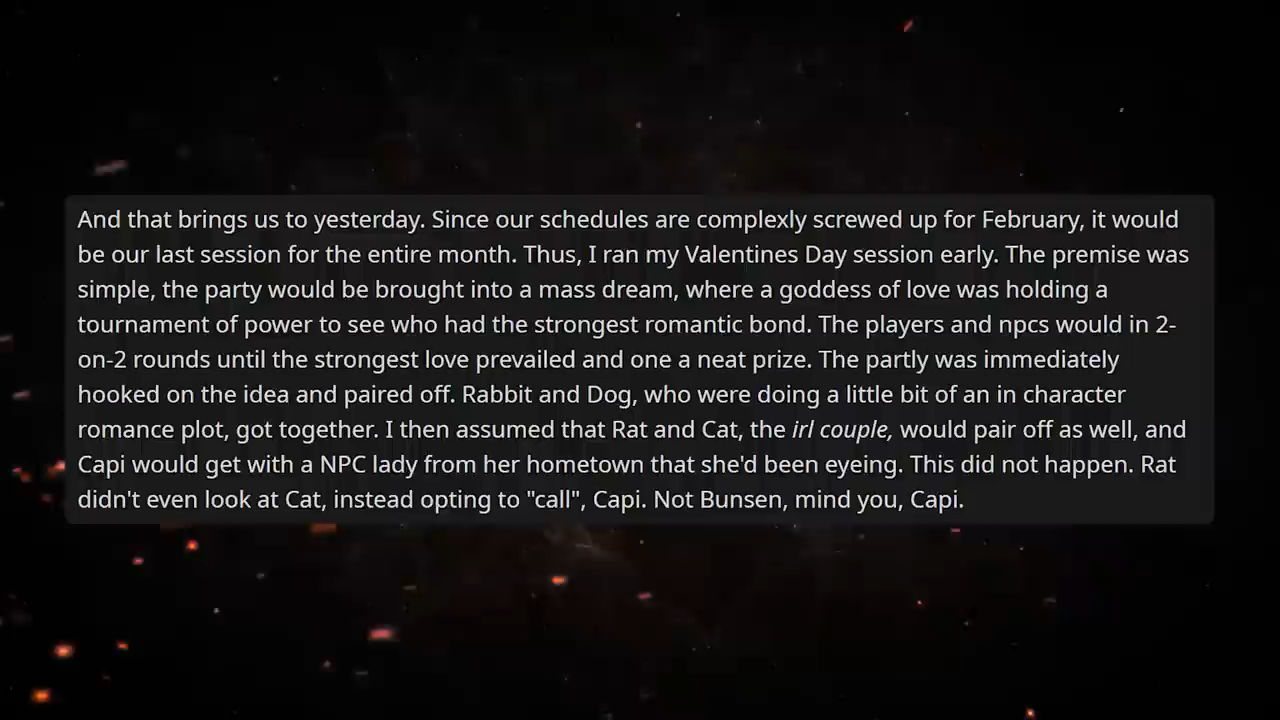 And that brings us to yesterday. Since our schedules are complexly screwed up for February, it would
be our last session for the entire month. Thus, I ran my Valentines Day session early. The premise was
simple, the party would be brought into a mass dream, where a goddess of love was holding a
tournament of power to see who had the strongest romantic bond. The players and npcs would in 2-
on-2 rounds until the strongest love prevailed and one a neat prize. The partly was immediately
hooked on the idea and paired off. Rabbit and Dog, who were doing a little bit of an in character
romance plot, got together. I then assumed that Rat and Cat, the irl couple, would pair off as well, and
Capi would get with a NPC lady from her hometown that she'd been eyeing. This did not happen. Rat
didn't even look at Cat, instead opting to "call", Capi. Not Bunsen, mind you, Capi.